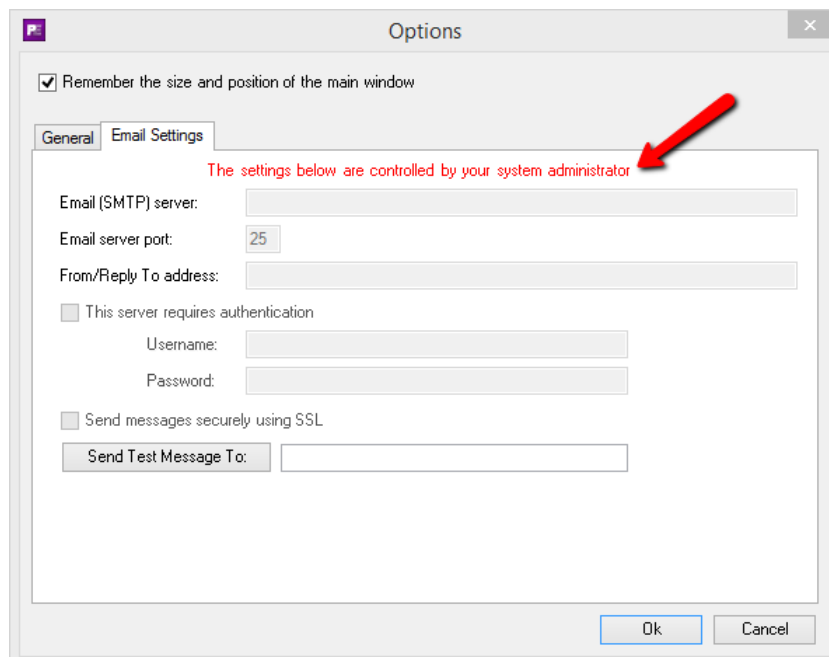 PE
Options
Remember the size and position of the main window
General
Email Settings
The settings below are controlled by your system administrator
Email (SMTP) server:
Email server port: 25
From/Reply To address:
This server requires authentication
Username:
Password:
Send messages securely using SSL
Send Test Message To:
Ok Cancel